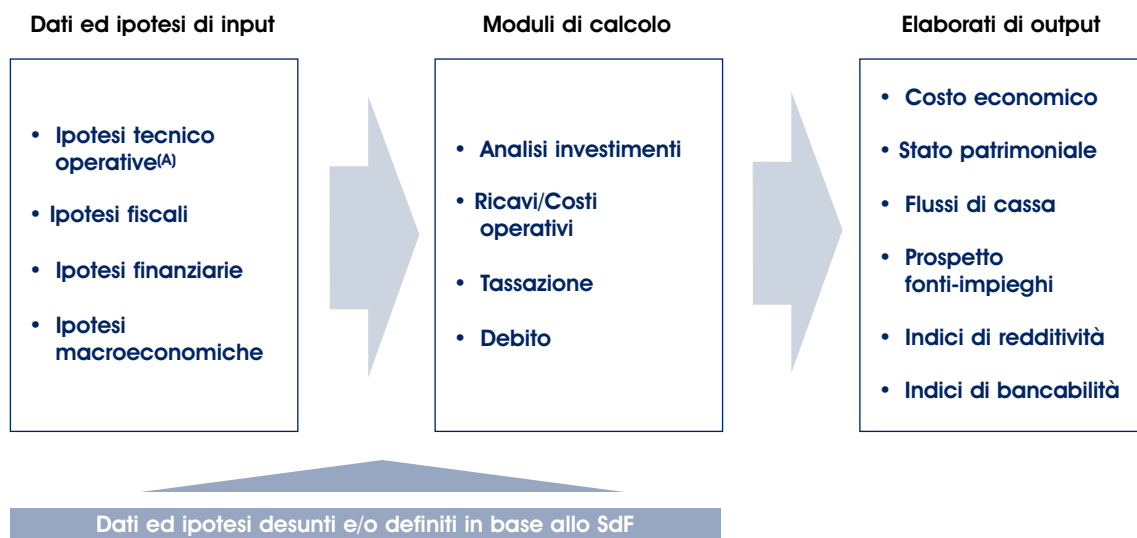 Dati ed ipotesi di input
• Ipotesi tecnico
operative(A)
• Ipotesi fiscali
• Ipotesi finanziarie
• Ipotesi
macroeconomiche
Moduli di calcolo
• Analisi investimenti
• Ricavi/Costi
operativi
• Tassazione
• Debito
Elaborati di output
• Costo economico
• Stato patrimoniale
• Flussi di cassa
• Prospetto
fonti-impieghi
• Indici di redditività
• Indici di bancabilità
Dati ed ipotesi desunti e/o definiti in base allo SdF